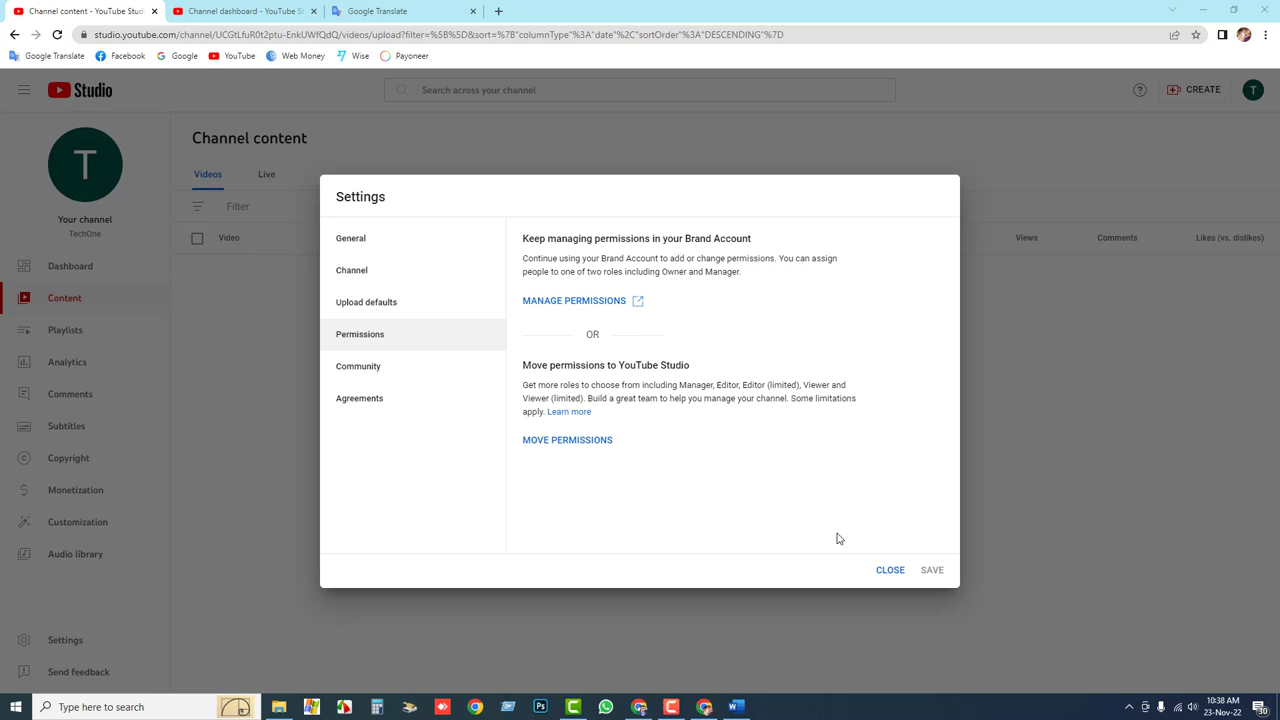 Content - YouTube Studio
Channel dashboard - YouTube S
Google Translate
studio.youtube.com/channel/UCGtLfuR0t2ptu-EnkUWfQdQ/videos/upload?filter=%5B%5D&sort=%7B"columnType"%3A"date"%2C"sortOrder"%3A"DESCENDING"%7D
Google Translate
Facebook
Google
YouTube
Web Money
Wise
Payoneer
Studio
Search across your channel
CREATE
T
Channel content
T
Videos
Live
Your channel
TechOne
Filter
Video
Views
Comments
Likes (vs. dislikes)
Dashboard
Content
Playlists
Analytics
Comments
Subtitles
Copyright
Monetization
Customization
Audio library
Settings
Send feedback
Settings
General
Channel
Upload defaults
Permissions
Community
Agreements
Keep managing permissions in your Brand Account
Continue using your Brand Account to add or change permissions. You can assign
people to one of two roles including Owner and Manager.
MANAGE PERMISSIONS
OR
Move permissions to YouTube Studio
Get more roles to choose from including Manager, Editor, Editor (limited), Viewer and
Viewer (limited). Build a great team to help you manage your channel. Some limitations
apply. Learn more
MOVE PERMISSIONS
CLOSE
SAVE
Type here to search
10:38 AM
23-Nov-22